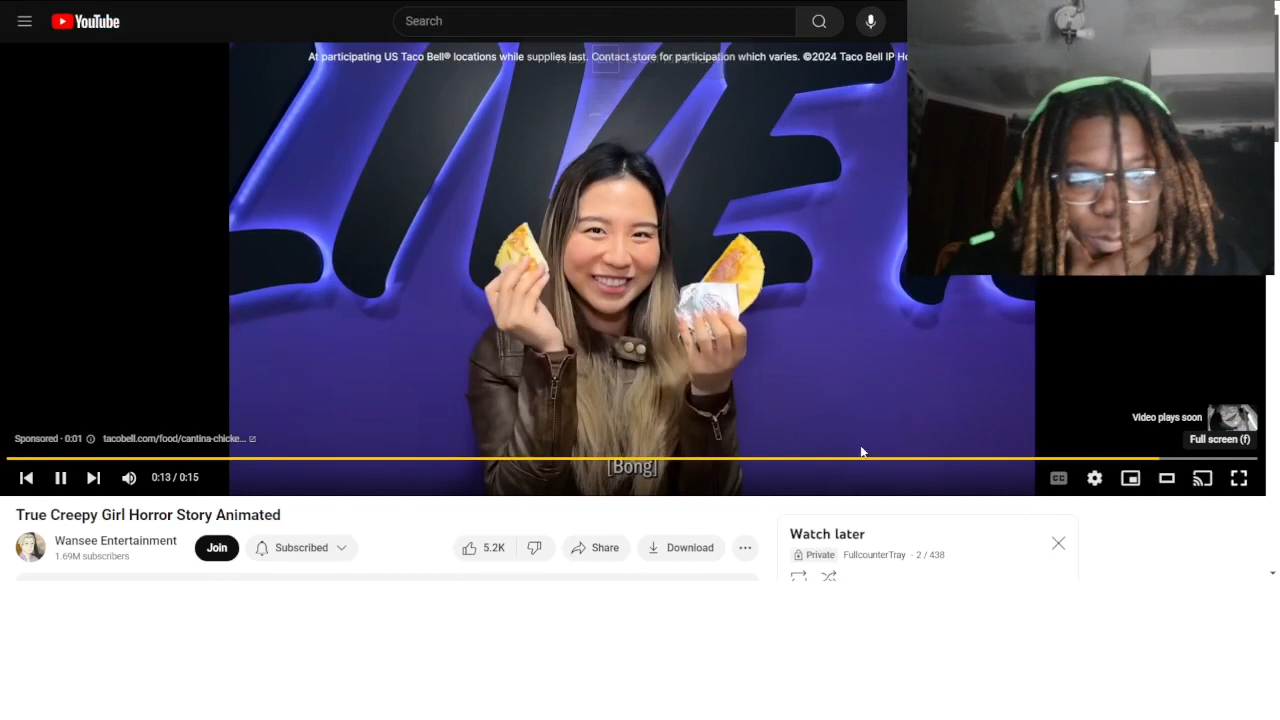 YouTube
Search
At participating US Taco Bell® locations while supplies last. Contact store for participation which varies. ©2024 Taco Bell IP Ho
Video plays soon
Sponsored · 0:01 tacobell.com/food/cantina-chicke...
Full screen (f)
[Bong]
0:13 / 0:15
CC
True Creepy Girl Horror Story Animated
Wansee Entertainment
1.69M subscribers
Join
Subscribed
5.2K
Share
Download
Watch later
Private FullcounterTray - 2 / 438